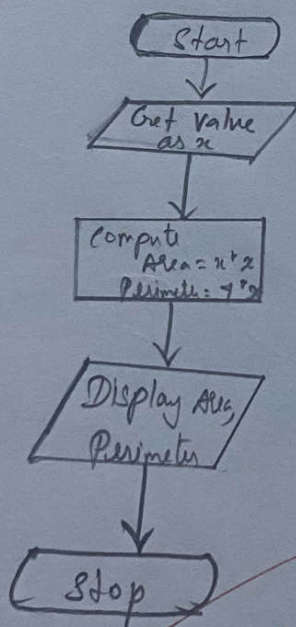 Start
Get value
as x
Compute
Area = x * x
Perimeter = 4 * x
Display Area,
Perimeter
Stop